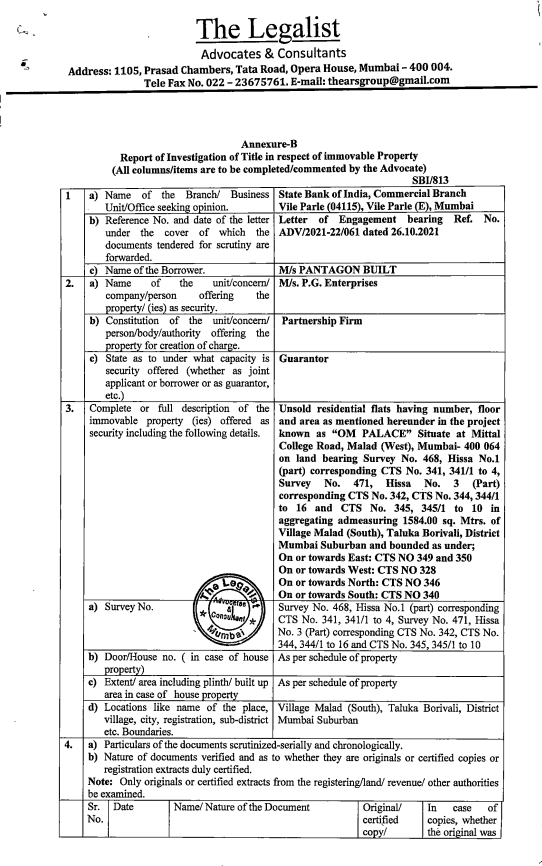 The Legalist
Advocates & Consultants
Address: 1105, Prasad Chambers, Tata Road, Opera House, Mumbai – 400 004.
Tele Fax No. 022 – 23675761. E-mail: thearsgroup@gmail.com
Annexure-B
Report of Investigation of Title in respect of immovable Property
(All columns/items are to be completed/commented by the Advocate)
SBI/813
1 a) Name of the Branch/ Business
Unit/Office seeking opinion.
State Bank of India, Commercial Branch
Vile Parle (04115), Vile Parle (E), Mumbai
b) Reference No. and date of the letter
under the cover of which the
documents tendered for scrutiny are
forwarded.
Letter of Engagement bearing Ref. No.
ADV/2021-22/061 dated 26.10.2021
c) Name of the Borrower.
M/s PANTAGON BUILT
2. a) Name of the unit/concern/
company/person offering the
property/ (ies) as security.
M/s. P.G. Enterprises
b) Constitution of the unit/concern/
person/body/authority offering the
property for creation of charge.
Partnership Firm
c) State as to under what capacity is
security offered (whether as joint
applicant or borrower or as guarantor,
etc.)
Guarantor
3. Complete or full description of the
immovable property (ies) offered as
security including the following details.
Unsold residential flats having number, floor
and area as mentioned hereunder in the project
known as “OM PALACE” Situate at Mittal
College Road, Malad (West), Mumbai- 400 064
on land bearing Survey No. 468, Hissa No.1
(part) corresponding CTS No. 341, 341/1 to 4,
Survey No. 471, Hissa No. 3 (Part)
corresponding CTS No. 342, CTS No. 344, 344/1
to 16 and CTS No. 345, 345/1 to 10 in
aggregating admeasuring 1584.00 sq. Mtrs. of
Village Malad (South), Taluka Borivali, District
Mumbai Suburban and bounded as under;
On or towards East: CTS NO 349 and 350
On or towards West: CTS NO 328
On or towards North: CTS NO 346
On or towards South: CTS NO 340
The Legalist
Advocates
&
Consultant
Mumbai
a) Survey No.
Survey No. 468, Hissa No.1 (part) corresponding
CTS No. 341, 341/1 to 4, Survey No. 471, Hissa
No. 3 (Part) corresponding CTS No. 342, CTS No.
344, 344/1 to 16 and CTS No. 345, 345/1 to 10
b) Door/House no. ( in case of house
property)
As per schedule of property
c) Extent/ area including plinth/ built up
area in case of house property
As per schedule of property
d) Locations like name of the place,
village, city, registration, sub-district
etc. Boundaries.
Village Malad (South), Taluka Borivali, District
Mumbai Suburban
4. a) Particulars of the documents scrutinized-serially and chronologically.
b) Nature of documents verified and as to whether they are originals or certified copies or
registration extracts duly certified.
Note: Only originals or certified extracts from the registering/land/ revenue/ other authorities
be examined.
Sr.
No.
Date
Name/ Nature of the Document
Original/
certified
copy/
In case of
copies, whether
the original was